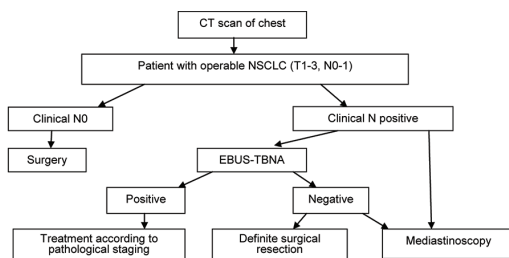 CT scan of chest
Patient with operable NSCLC (T1-3, N0-1)
Clinical N0
Clinical N positive
Surgery
EBUS-TBNA
Positive
Negative
Treatment according to
pathological staging
Definite surgical
resection
Mediastinoscopy